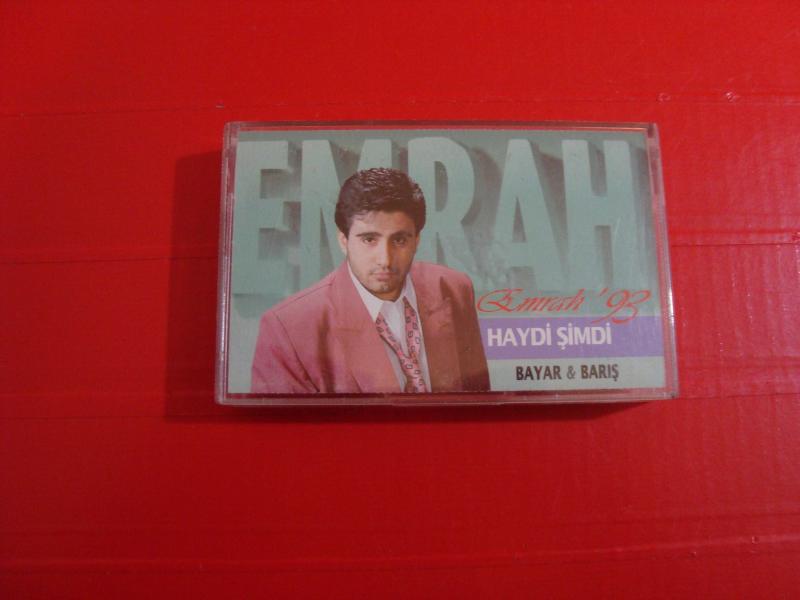 EMRAH
Emrah '93
HAYDİ ŞİMDİ
BAYAR & BARIŞ